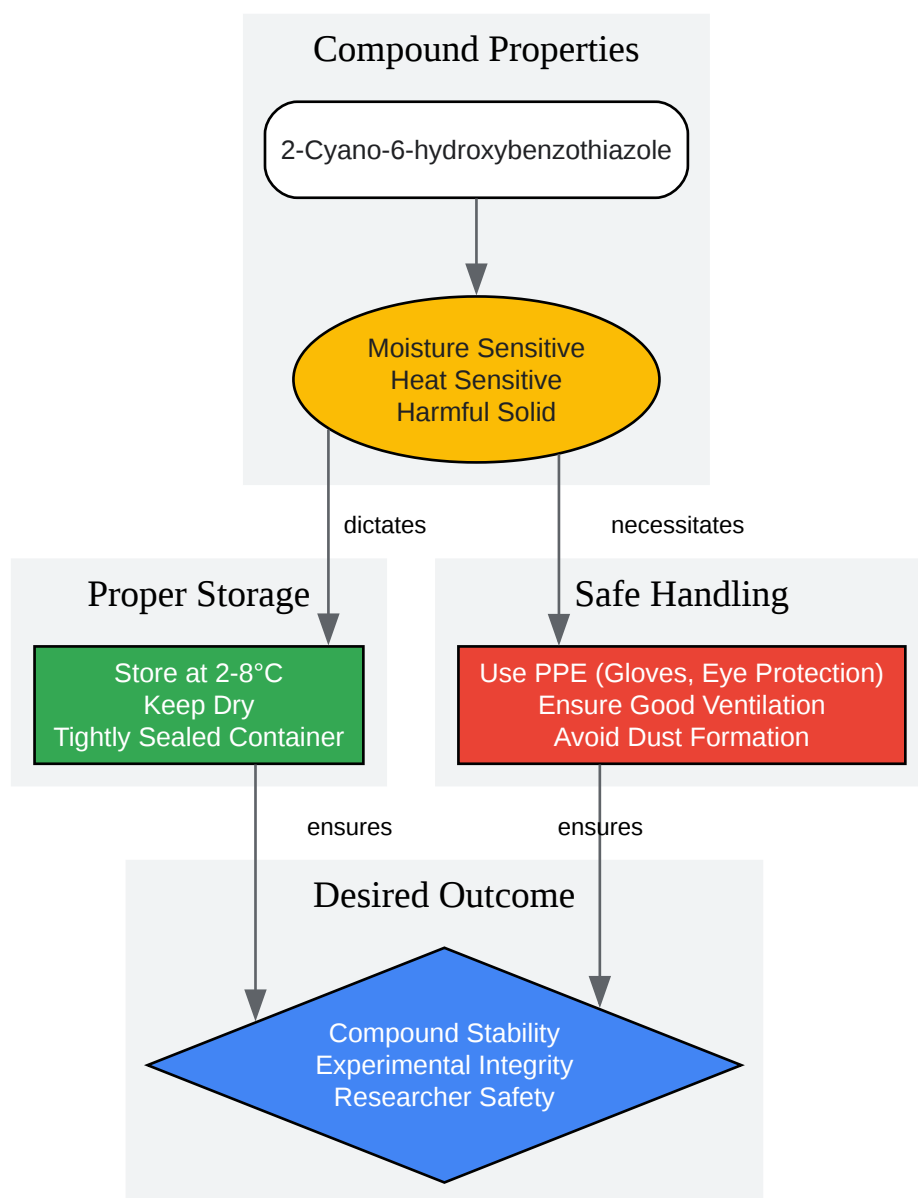 Compound Properties
2-Cyano-6-hydroxybenzothiazole
Moisture Sensitive
Heat Sensitive
Harmful Solid
dictates
necessitates
Proper Storage
Store at 2-8°C
Keep Dry
Tightly Sealed Container
Safe Handling
Use PPE (Gloves, Eye Protection)
Ensure Good Ventilation
Avoid Dust Formation
ensures
ensures
Desired Outcome
Compound Stability
Experimental Integrity
Researcher Safety